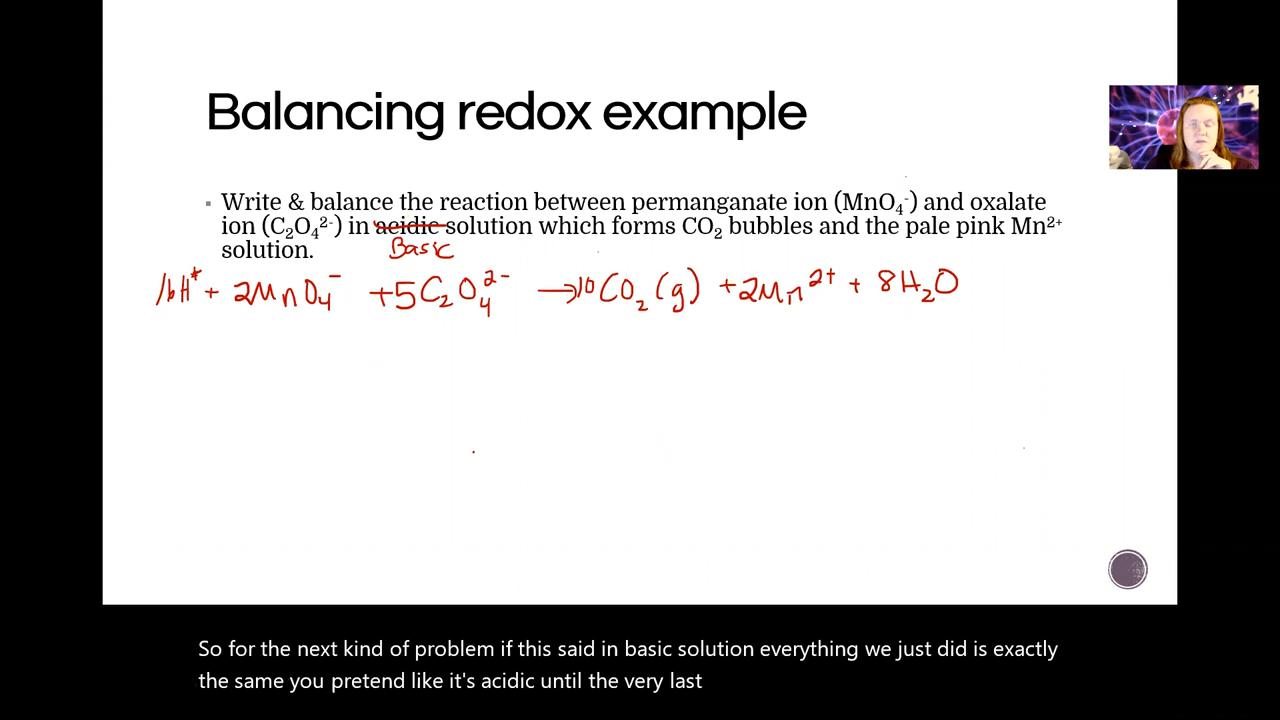 Balancing redox example
▪ Write & balance the reaction between permanganate ion (MnO₄⁻) and oxalate
ion (C₂O₄²⁻) in acidic solution which forms CO₂ bubbles and the pale pink Mn²⁺
Basic
solution.
16H⁺ + 2MnO₄⁻ + 5C₂O₄²⁻ → 10CO₂(g) + 2Mn²⁺ + 8H₂O
So for the next kind of problem if this said in basic solution everything we just did is exactly
the same you pretend like it's acidic until the very last